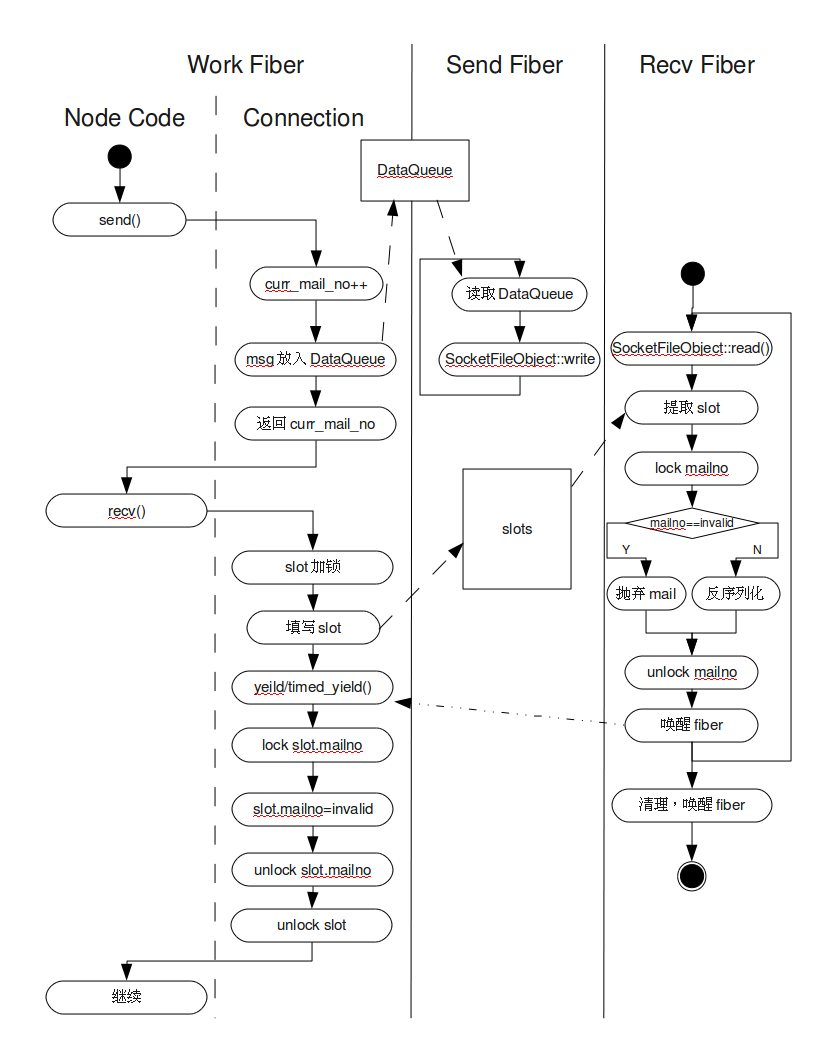 Work Fiber
Send Fiber
Recv Fiber
Node Code
Connection
DataQueue
send()
curr_mail_no++
msg 放入 DataQueue
返回 curr_mail_no
recv()
slot 加锁
填写 slot
yeild/timed_yield()
lock slot.mailno
slot.mailno=invalid
unlock slot.mailno
unlock slot
继续
读取 DataQueue
SocketFileObject::write
slots
SocketFileObject::read()
提取 slot
lock mailno
mailno==invalid
Y
N
抛弃 mail
反序列化
unlock mailno
唤醒 fiber
清理，唤醒 fiber